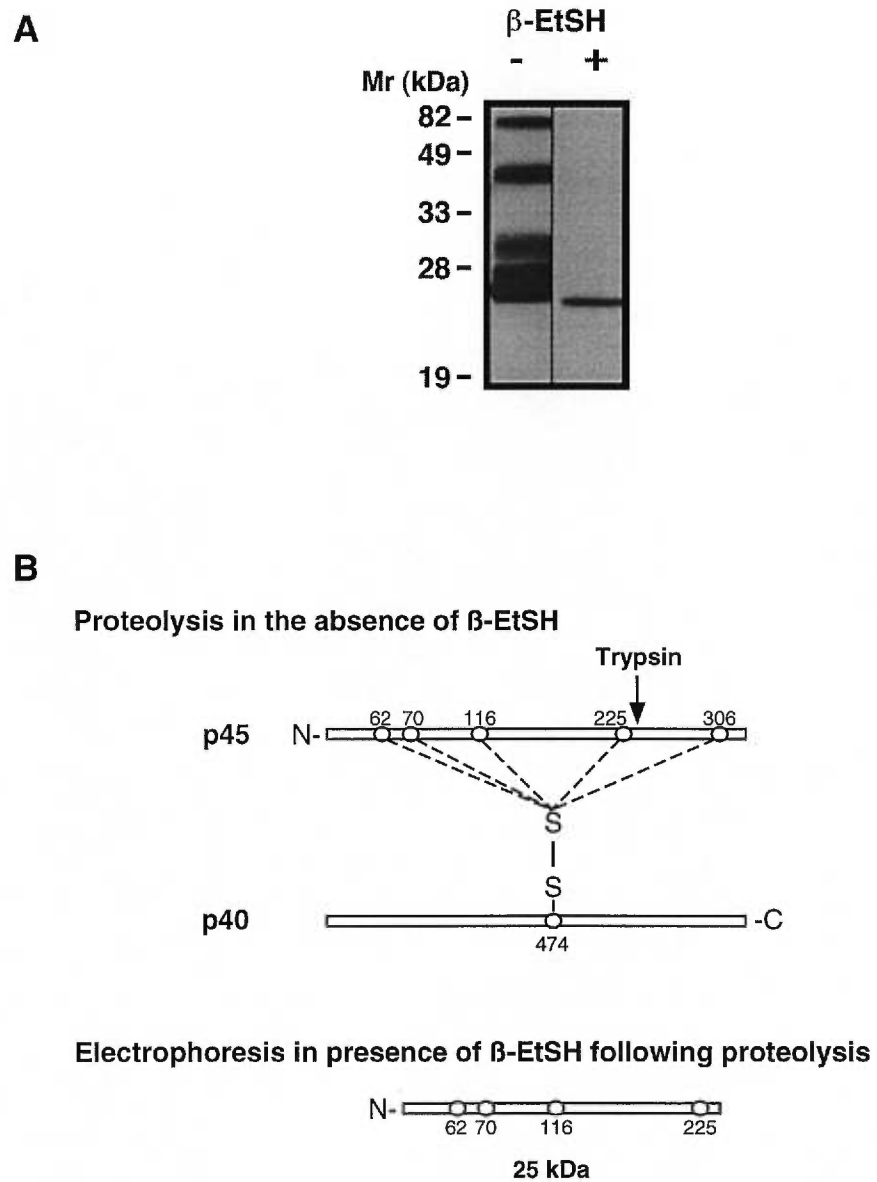 A
β-EtSH
- +
Mr (kDa)
82 –
49 –
33 –
28 –
19 –
B
Proteolysis in the absence of ß-EtSH
Trypsin
62 70 116 225 306
p45 N-
S
S
p40 -C
474
Electrophoresis in presence of ß-EtSH following proteolysis
N-
62 70 116 225
25 kDa